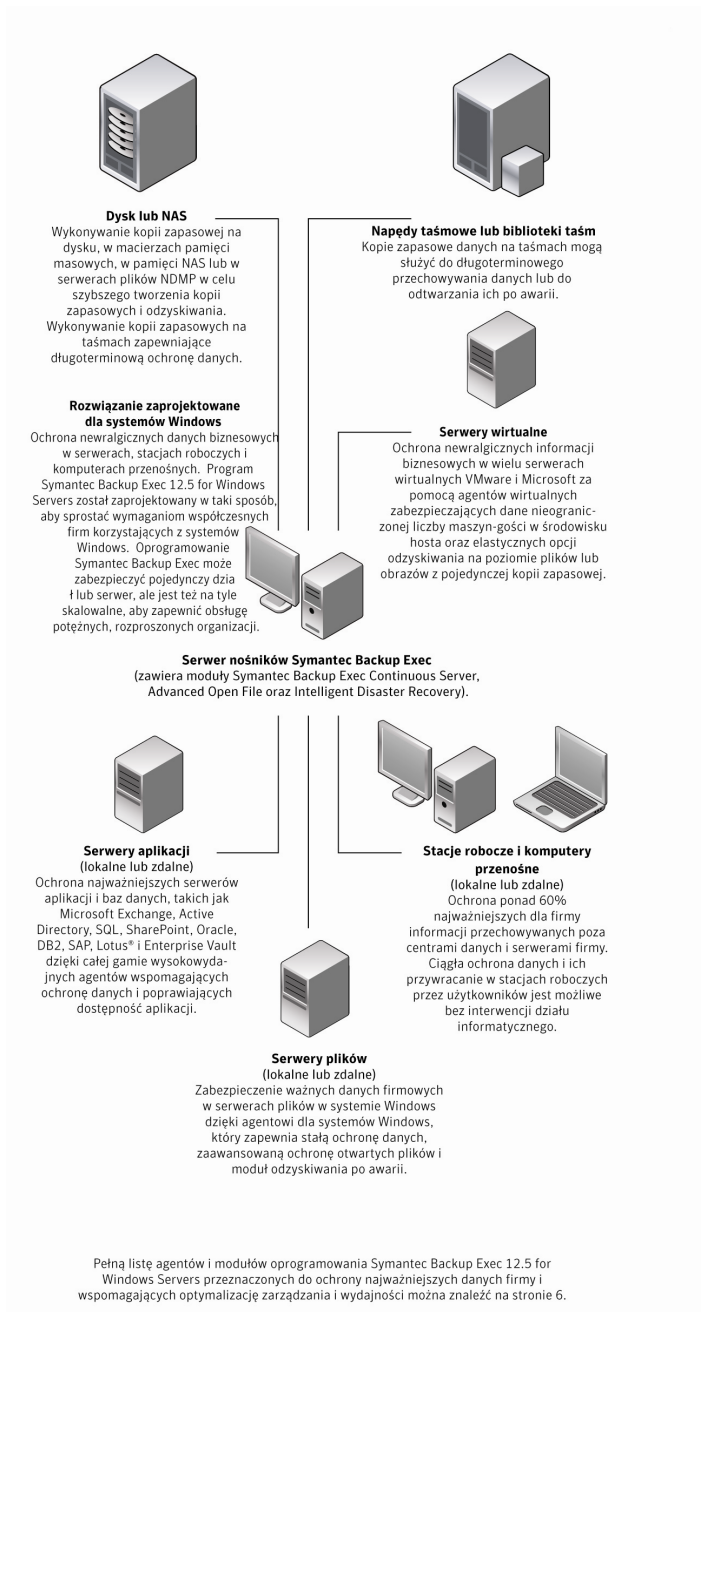 Dysk lub NAS
Wykonywanie kopii zapasowej na
dysku, w macierzach pamięci
masowych, w pamięci NAS lub w
serwerach plików NDMP w celu
szybszego tworzenia kopii
zapasowych i odzyskiwania.
Wykonywanie kopii zapasowych na
taśmach zapewniające
długoterminową ochronę danych.
Napędy taśmowe lub biblioteki taśm
Kopie zapasowe danych na taśmach mogą
służyć do długoterminowego
przechowywania danych lub do
odtwarzania ich po awarii.
Rozwiązanie zaprojektowane
dla systemów Windows
Ochrona newralgicznych danych biznesowych
w serwerach, stacjach roboczych i
komputerach przenośnych. Program
Symantec Backup Exec 12.5 for Windows
Servers został zaprojektowany w taki sposób,
aby sprostać wymaganiom współczesnych
firm korzystających z systemów
Windows. Oprogramowanie
Symantec Backup Exec może
zabezpieczyć pojedynczy dzia
ł lub serwer, ale jest też na tyle
skalowalne, aby zapewnić obsługę
potężnych, rozproszonych organizacji.
Serwery wirtualne
Ochrona newralgicznych informacji
biznesowych w wielu serwerach
wirtualnych VMware i Microsoft za
pomocą agentów wirtualnych
zabezpieczających dane nieogranic-
zonej liczby maszyn-gości w środowisku
hosta oraz elastycznych opcji
odzyskiwania na poziomie plików lub
obrazów z pojedynczej kopii zapasowej.
Serwer nośników Symantec Backup Exec
(zawiera moduły Symantec Backup Exec Continuous Server,
Advanced Open File oraz Intelligent Disaster Recovery).
Serwery aplikacji
(lokalne lub zdalne)
Ochrona najważniejszych serwerów
aplikacji i baz danych, takich jak
Microsoft Exchange, Active
Directory, SQL, SharePoint, Oracle,
DB2, SAP, Lotus® i Enterprise Vault
dzięki całej gamie wysokowyda-
jnych agentów wspomagających
ochronę danych i poprawiających
dostępność aplikacji.
Stacje robocze i komputery
przenośne
(lokalne lub zdalne)
Ochrona ponad 60%
najważniejszych dla firmy
informacji przechowywanych poza
centrami danych i serwerami firmy.
Ciągła ochrona danych i ich
przywracanie w stacjach roboczych
przez użytkowników jest możliwe
bez interwencji działu
informatycznego.
Serwery plików
(lokalne lub zdalne)
Zabezpieczenie ważnych danych firmowych
w serwerach plików w systemie Windows
dzięki agentowi dla systemów Windows,
który zapewnia stałą ochronę danych,
zaawansowaną ochronę otwartych plików i
moduł odzyskiwania po awarii.
Pełną listę agentów i modułów oprogramowania Symantec Backup Exec 12.5 for
Windows Servers przeznaczonych do ochrony najważniejszych danych firmy i
wspomagających optymalizację zarządzania i wydajności można znaleźć na stronie 6.